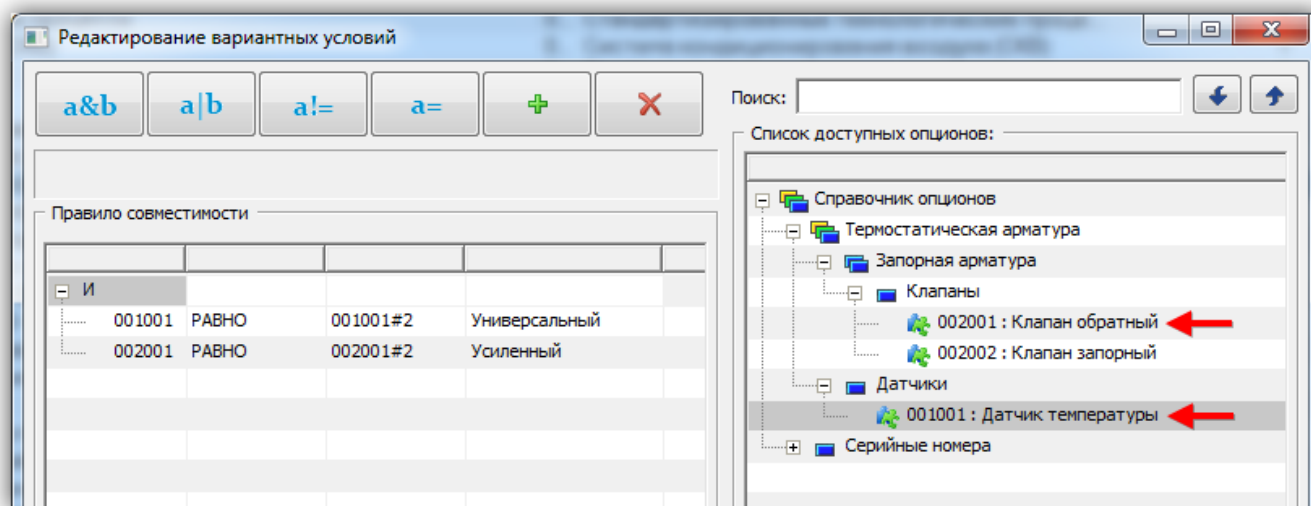 Редактирование вариантных условий
a&b a|b a!= a=
Правило совместимости
И
001001 РАВНО 001001#2 Универсальный
002001 РАВНО 002001#2 Усиленный
Поиск:
Список доступных опционов:
Справочник опционов
Термостатическая арматура
Запорная арматура
Клапаны
002001 : Клапан обратный
002002 : Клапан запорный
Датчики
001001 : Датчик температуры
Серийные номера